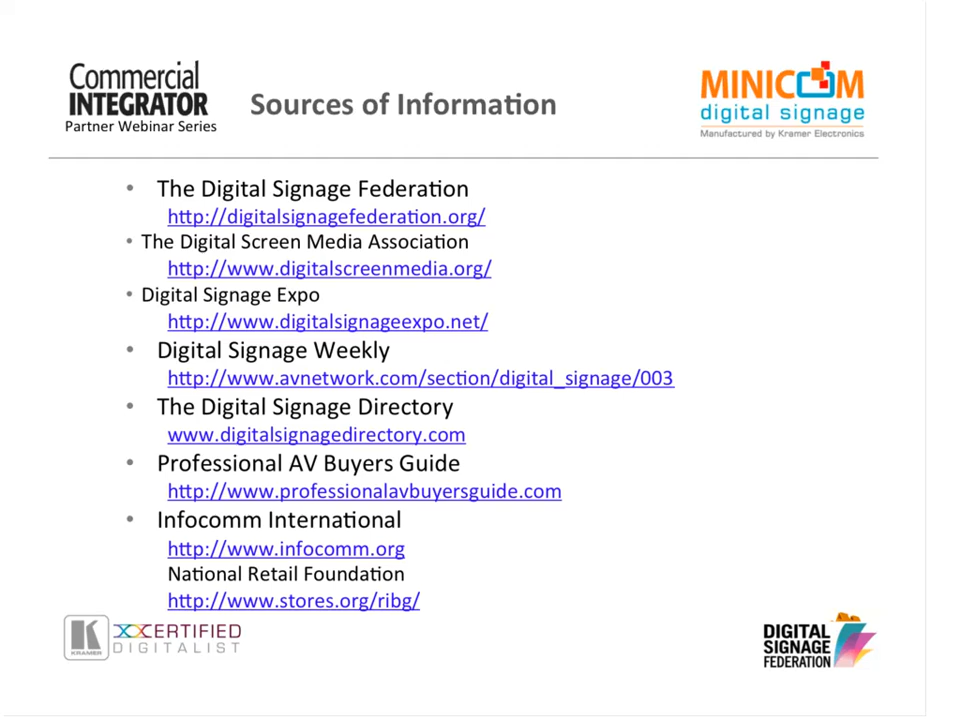 Commercial
INTEGRATOR
Partner Webinar Series
Sources of Information
MINICOM
digital signage
Manufactured by Kramer Electronics
• The Digital Signage Federation
http://digitalsignagefederation.org/
• The Digital Screen Media Association
http://www.digitalscreenmedia.org/
• Digital Signage Expo
http://www.digitalsignageexpo.net/
• Digital Signage Weekly
http://www.avnetwork.com/section/digital_signage/003
• The Digital Signage Directory
www.digitalsignagedirectory.com
• Professional AV Buyers Guide
http://www.professionalavbuyersguide.com
• Infocomm International
http://www.infocomm.org
National Retail Foundation
http://www.stores.org/ribg/
K
KRAMER
CERTIFIED
DIGITALIST
DIGITAL
SIGNAGE
FEDERATION